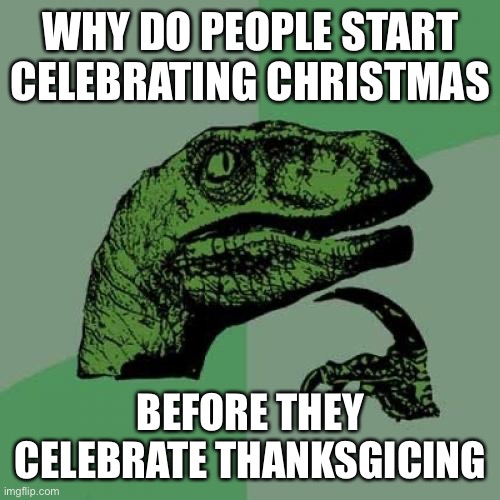 WHY DO PEOPLE START
CELEBRATING CHRISTMAS
BEFORE THEY
CELEBRATE THANKSGICING
imgflip.com